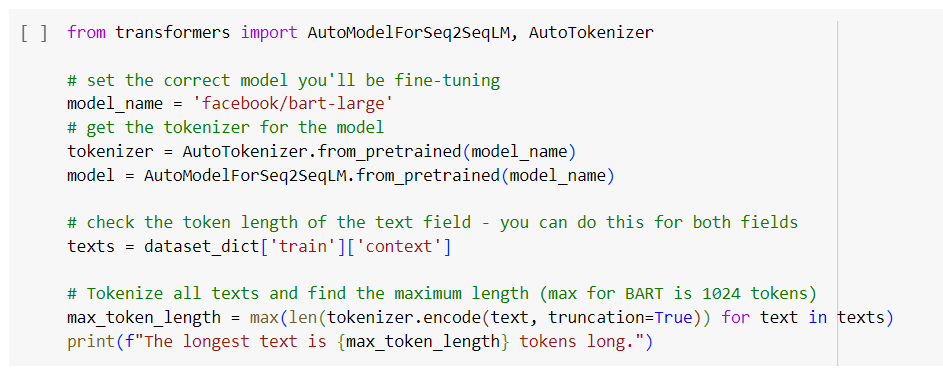 [ ] from transformers import AutoModelForSeq2SeqLM, AutoTokenizer
# set the correct model you'll be fine-tuning
model_name = 'facebook/bart-large'
# get the tokenizer for the model
tokenizer = AutoTokenizer.from_pretrained(model_name)
model = AutoModelForSeq2SeqLM.from_pretrained(model_name)
# check the token length of the text field - you can do this for both fields
texts = dataset_dict['train']['context']
# Tokenize all texts and find the maximum length (max for BART is 1024 tokens)
max_token_length = max(len(tokenizer.encode(text, truncation=True)) for text in texts)
print(f"The longest text is {max_token_length} tokens long.")